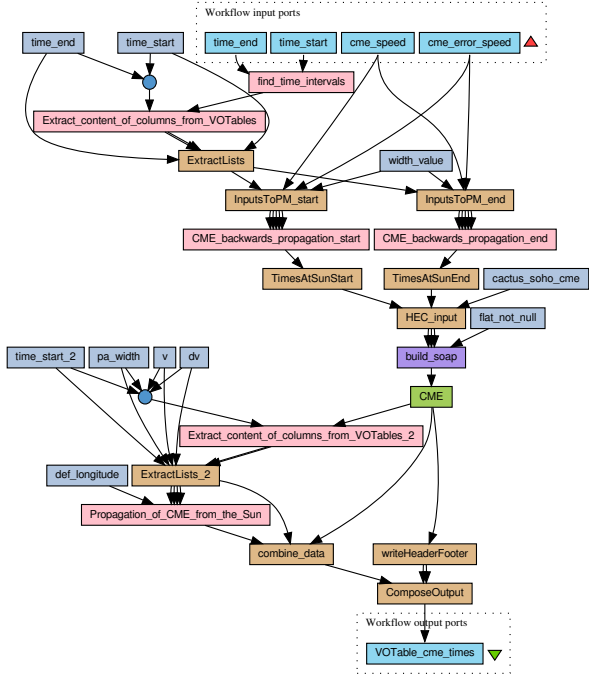 Workflow input ports
time_end
time_start
time_end
time_start
cme_speed
cme_error_speed
find_time_intervals
Extract_content_of_columns_from_VOTables
ExtractLists
width_value
InputsToPM_start
InputsToPM_end
CME_backwards_propagation_start
CME_backwards_propagation_end
TimesAtSunStart
TimesAtSunEnd
cactus_soho_cme
HEC_input
flat_not_null
time_start_2
pa_width
v
dv
build_soap
CME
Extract_content_of_columns_from_VOTables_2
def_longitude
ExtractLists_2
Propagation_of_CME_from_the_Sun
combine_data
writeHeaderFooter
ComposeOutput
Workflow output ports
VOTable_cme_times